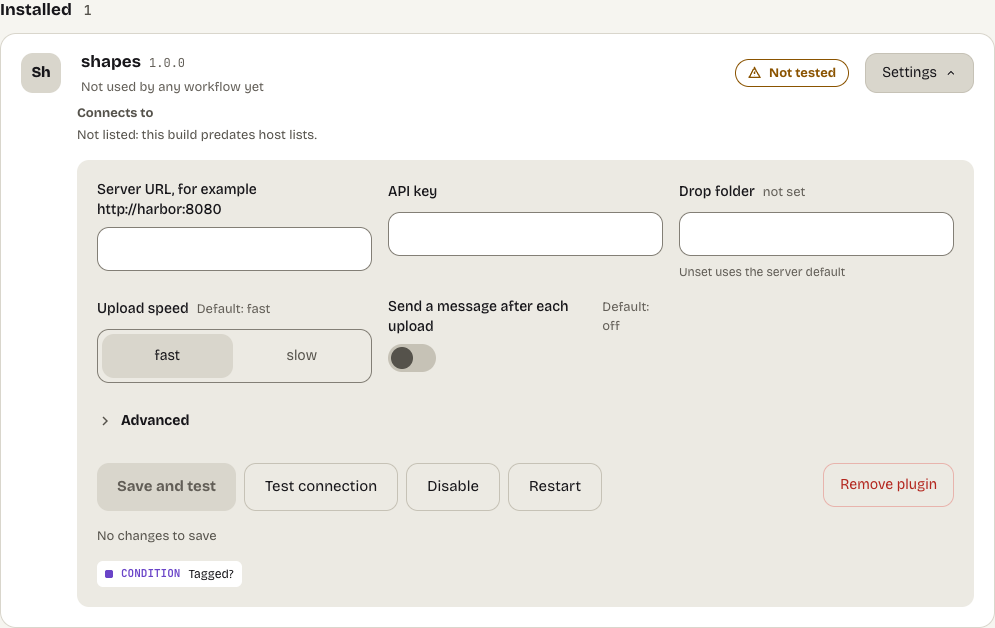 Installed 1
Sh
shapes 1.0.0
Not used by any workflow yet
Not tested
Settings
Connects to
Not listed: this build predates host lists.
Server URL, for example
http://harbor:8080
API key
Drop folder not set
Unset uses the server default
Upload speed Default: fast
fast slow
Send a message after each
upload
Default:
off
Advanced
Save and test Test connection Disable Restart Remove plugin
No changes to save
CONDITION Tagged?